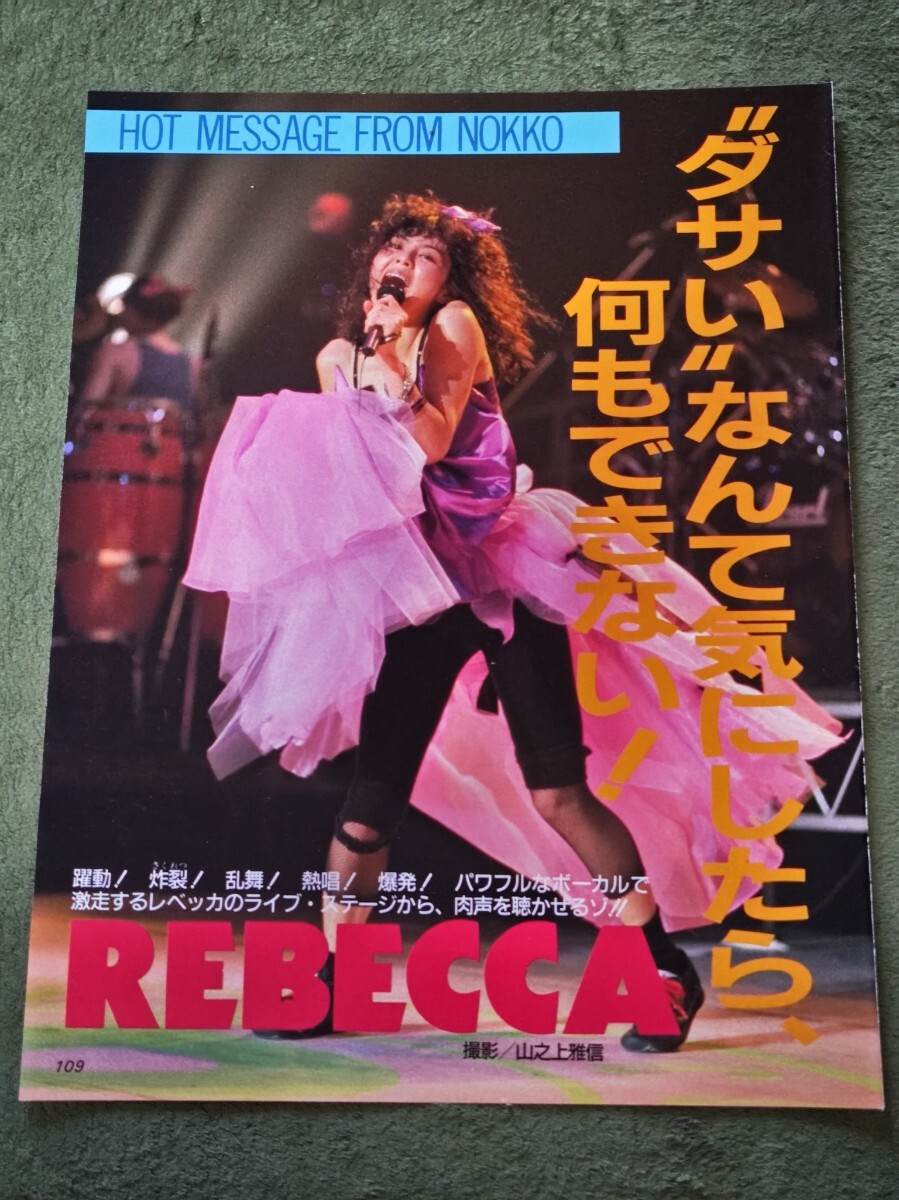 HOT MESSAGE FROM NOKKO
"ダサい"なんて気にしたら、
何もできない!
さくれつ
躍動! 炸裂! 乱舞! 熱唱! 爆発! パワフルなボーカルで
激走するレベッカのライブ・ステージから、肉声を聴かせるゾ!!
REBECCA
撮影/山之上雅信
109